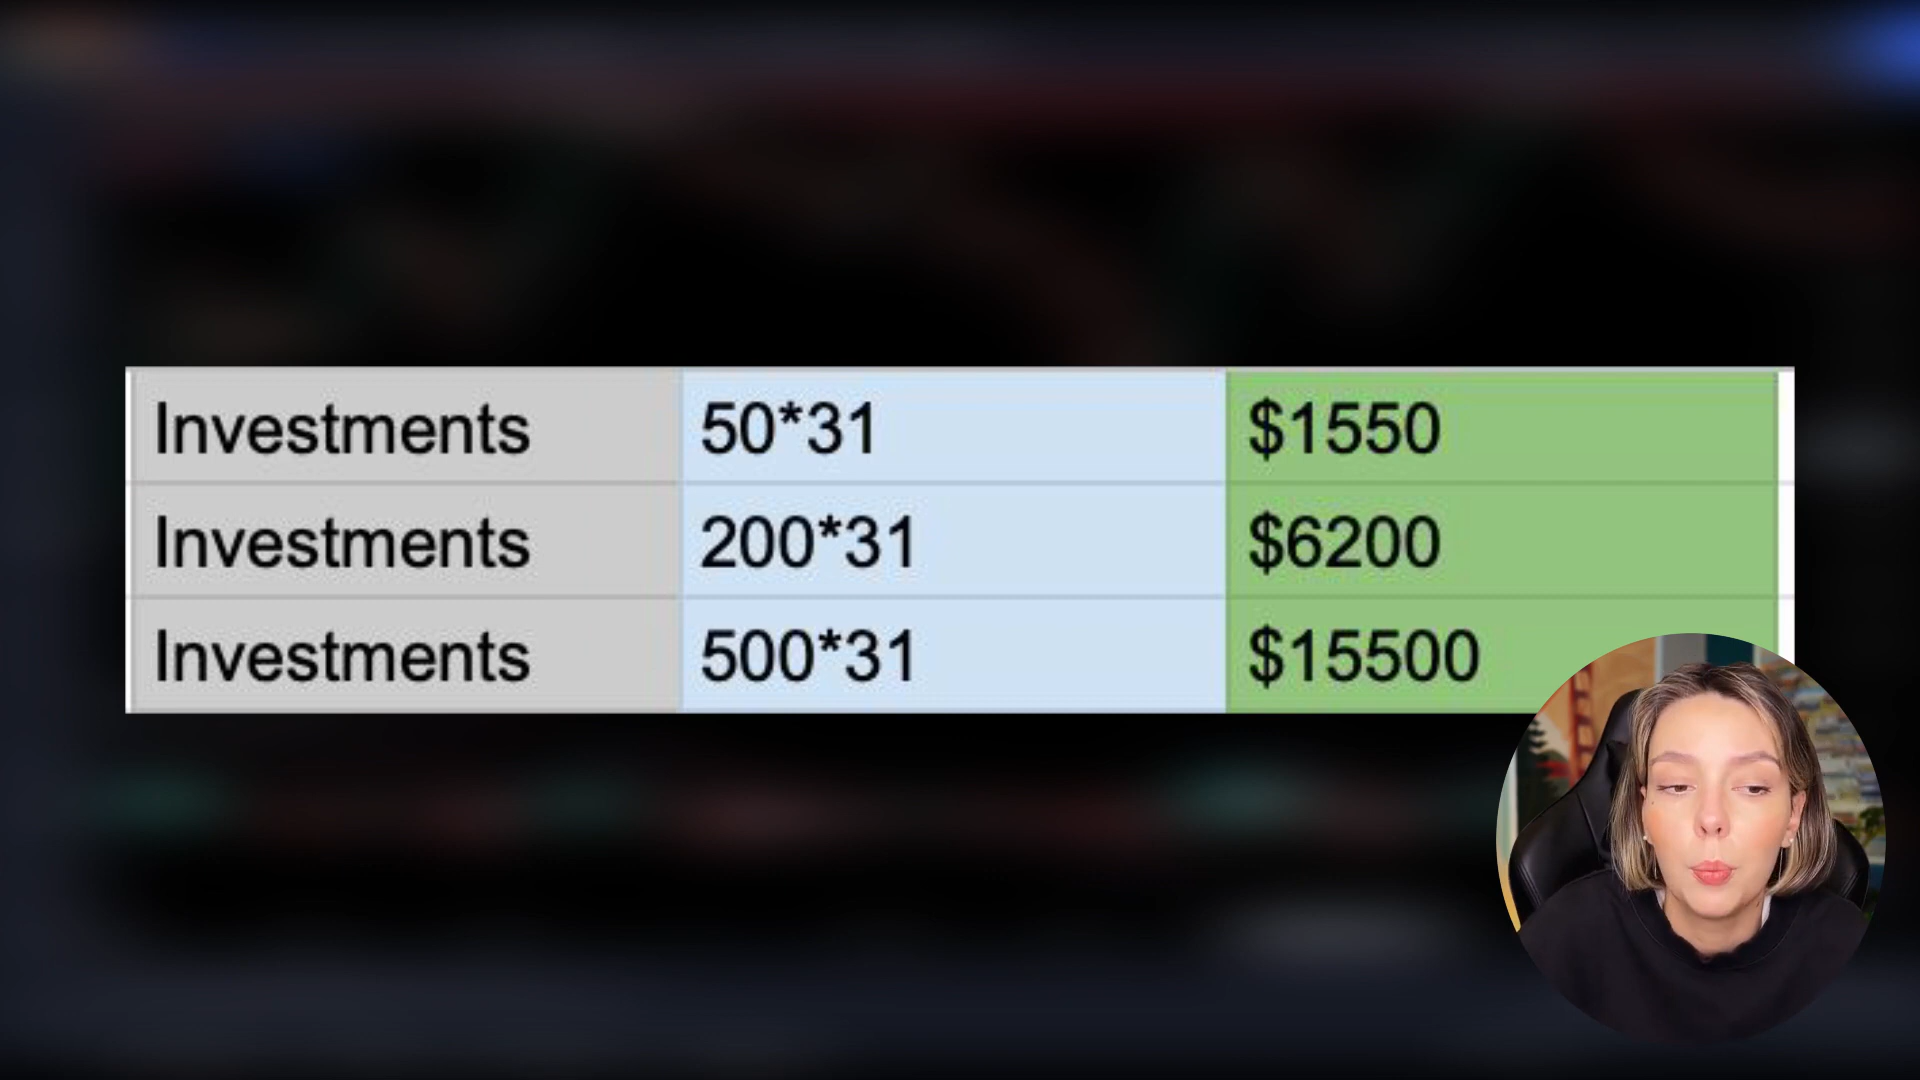 Investments 50*31 $1550
Investments 200*31 $6200
Investments 500*31 $15500